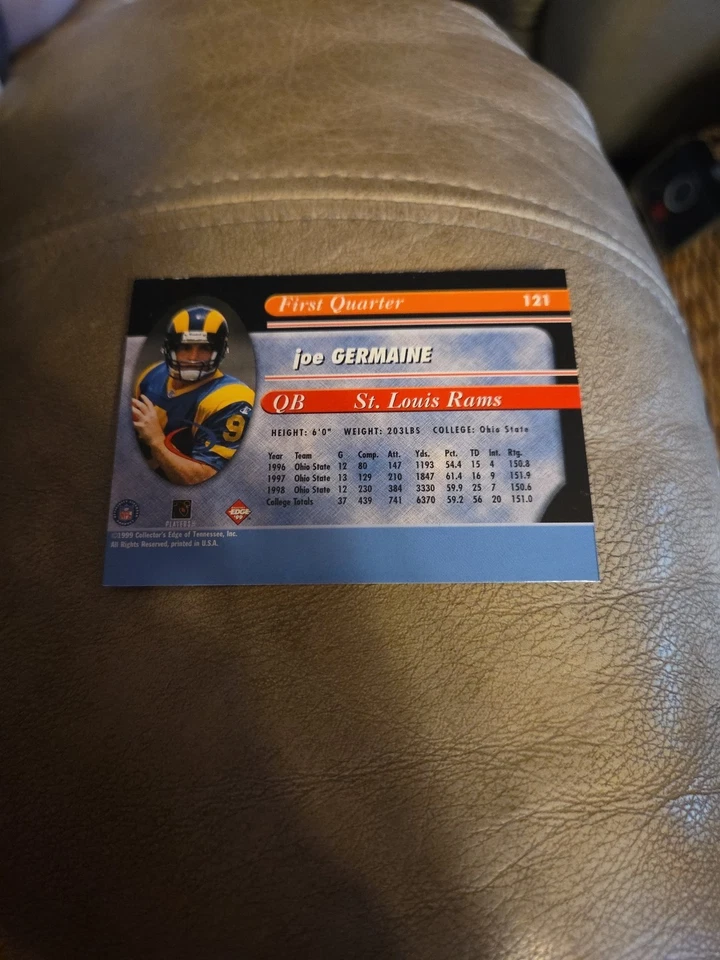 First Quarter 121
joe GERMAINE
QB St. Louis Rams
HEIGHT: 6'0" WEIGHT: 203LBS COLLEGE: Ohio State
Year Team G Comp. Att. Yds. Pct. TD Int. Rtg.
1996 Ohio State 12 80 147 1193 54.4 15 4 150.8
1997 Ohio State 13 129 210 1847 61.4 16 9 151.9
1998 Ohio State 12 230 384 3330 59.9 25 7 150.6
College Totals 37 439 741 6370 59.2 56 20 151.0
9
NFL
PLAYERS
EDGE
©1999 Collector's Edge of Tennessee, Inc.
All Rights Reserved, printed in U.S.A.